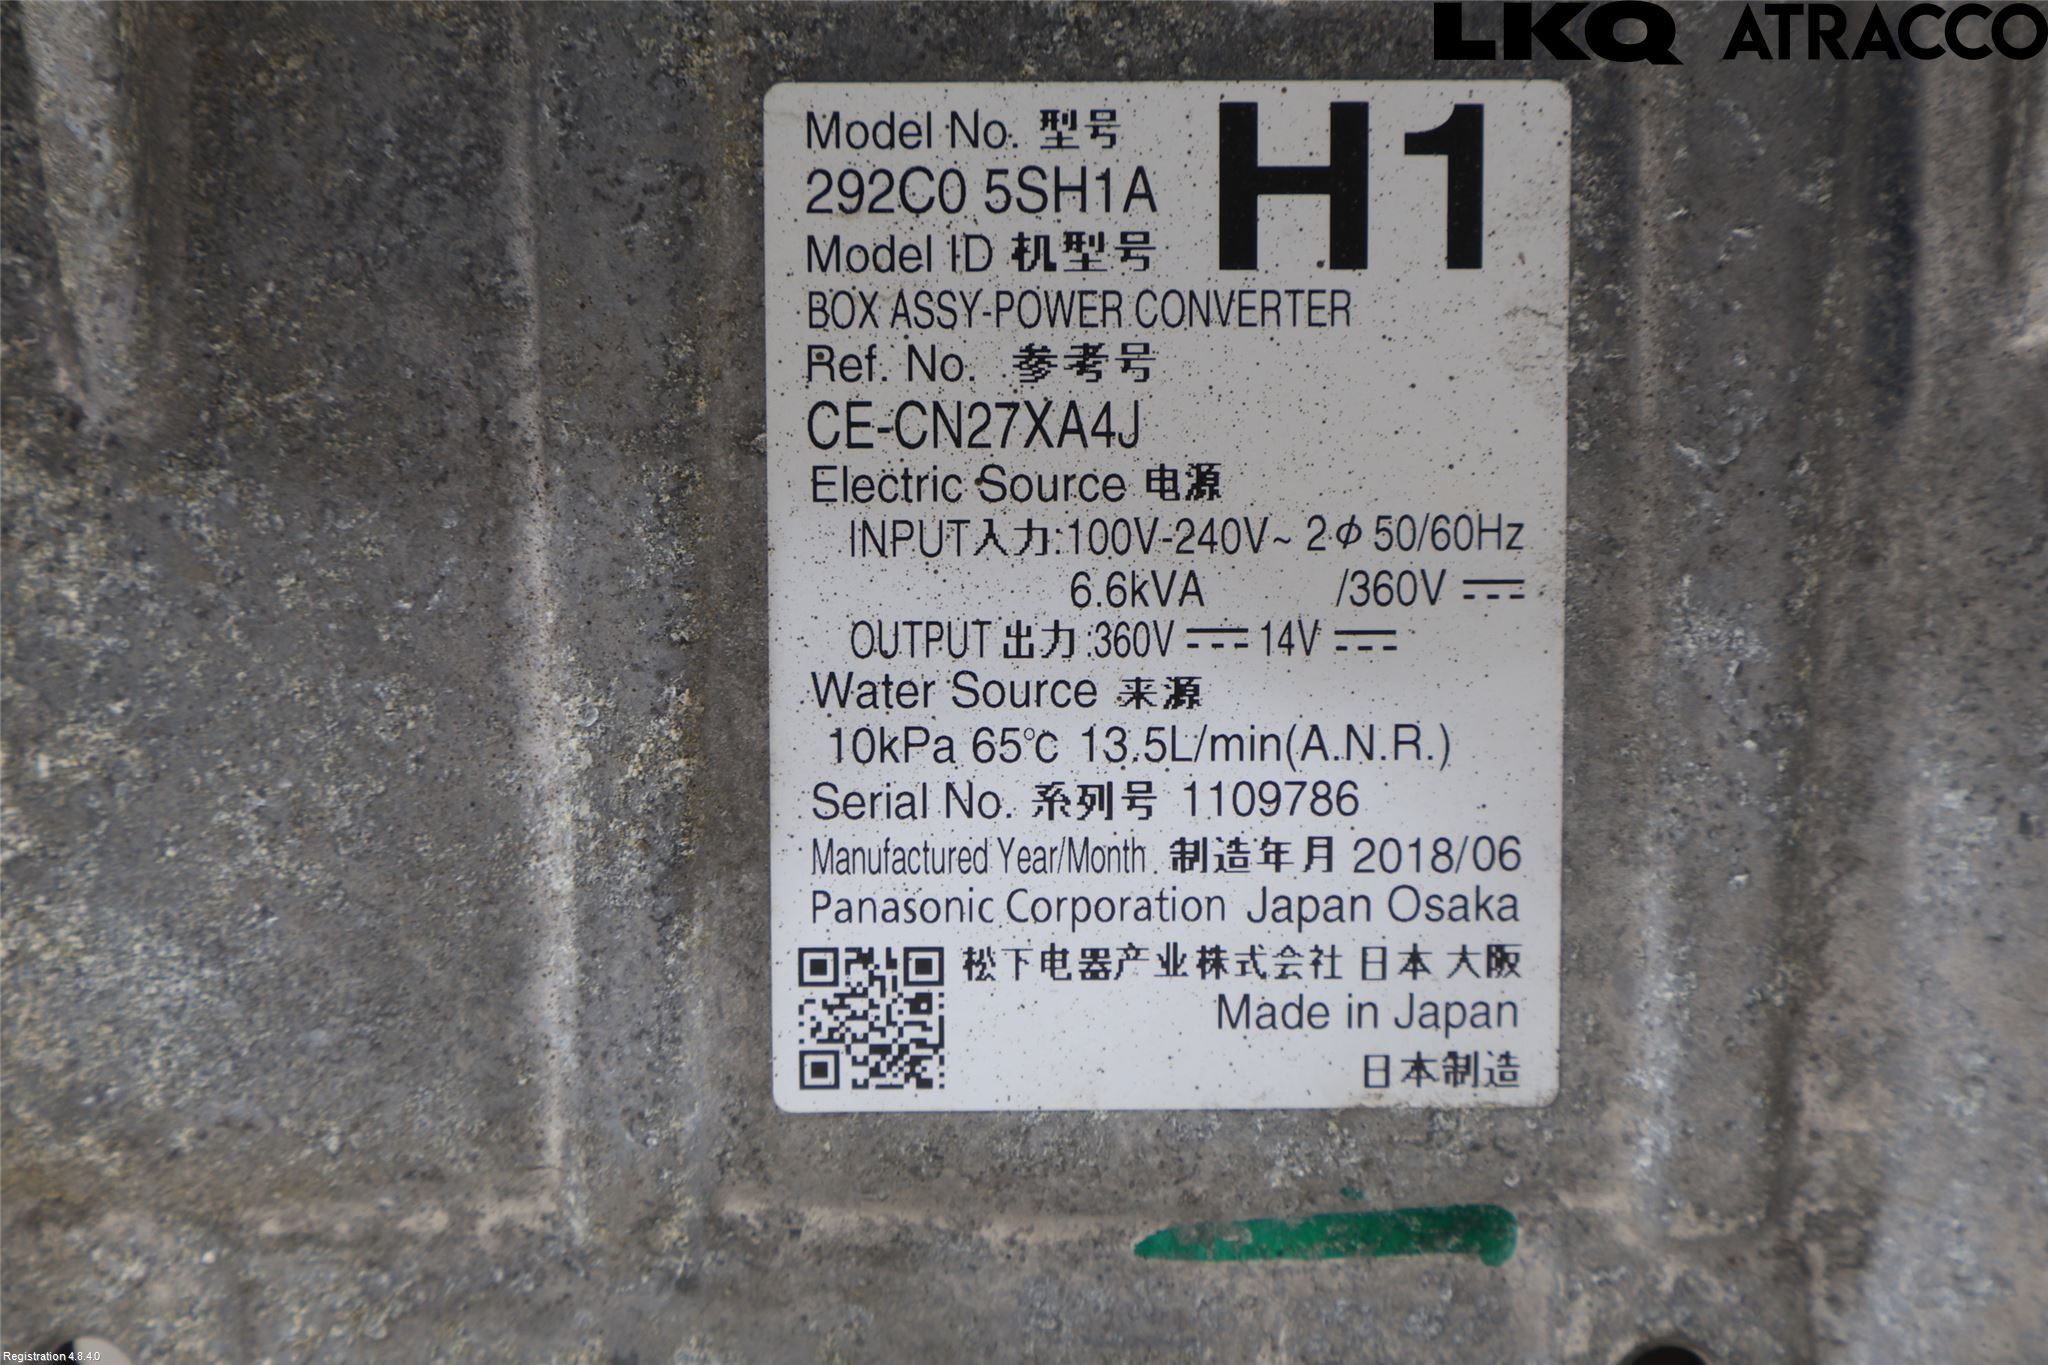 LKQ ATRACCO
Model No. 型号
H1
292C0 5SH1A
Model ID 机型号
BOX ASSY-POWER CONVERTER
Ref. No. 参考号
CE-CN27XA4J
Electric Source 电源
INPUT入力:100V-240V~ 2Φ 50/60Hz
6.6kVA /360V ⎓
OUTPUT 出力:360V ⎓ 14V ⎓
Water Source 来源
10kPa 65℃ 13.5L/min(A.N.R.)
Serial No. 系列号 1109786
Manufactured Year/Month 制造年月 2018/06
Panasonic Corporation Japan Osaka
松下电器产业株式会社 日本 大阪
Made in Japan
日本制造
Registration 4.8.4.0